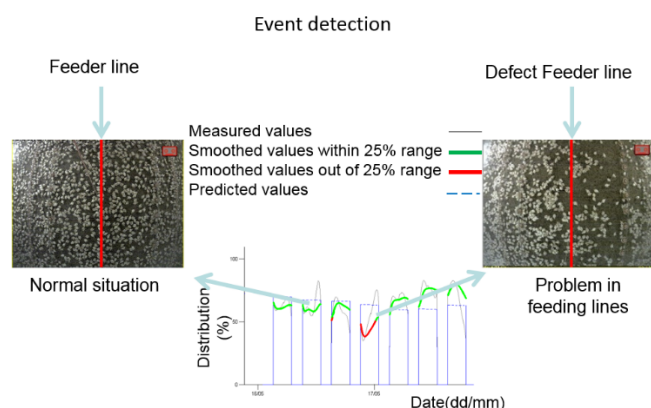 Event detection
Feeder line
Defect Feeder line
Measured values
Smoothed values within 25% range
Smoothed values out of 25% range
Predicted values
Normal situation
Problem in
feeding lines
Distribution
(%)
100
50
0
17/05
Date(dd/mm)